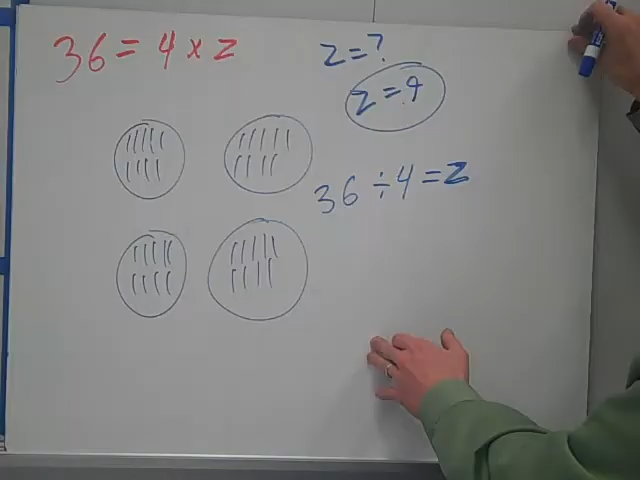 36 = 4 x z
z = ?
z = 9
36 ÷ 4 = z